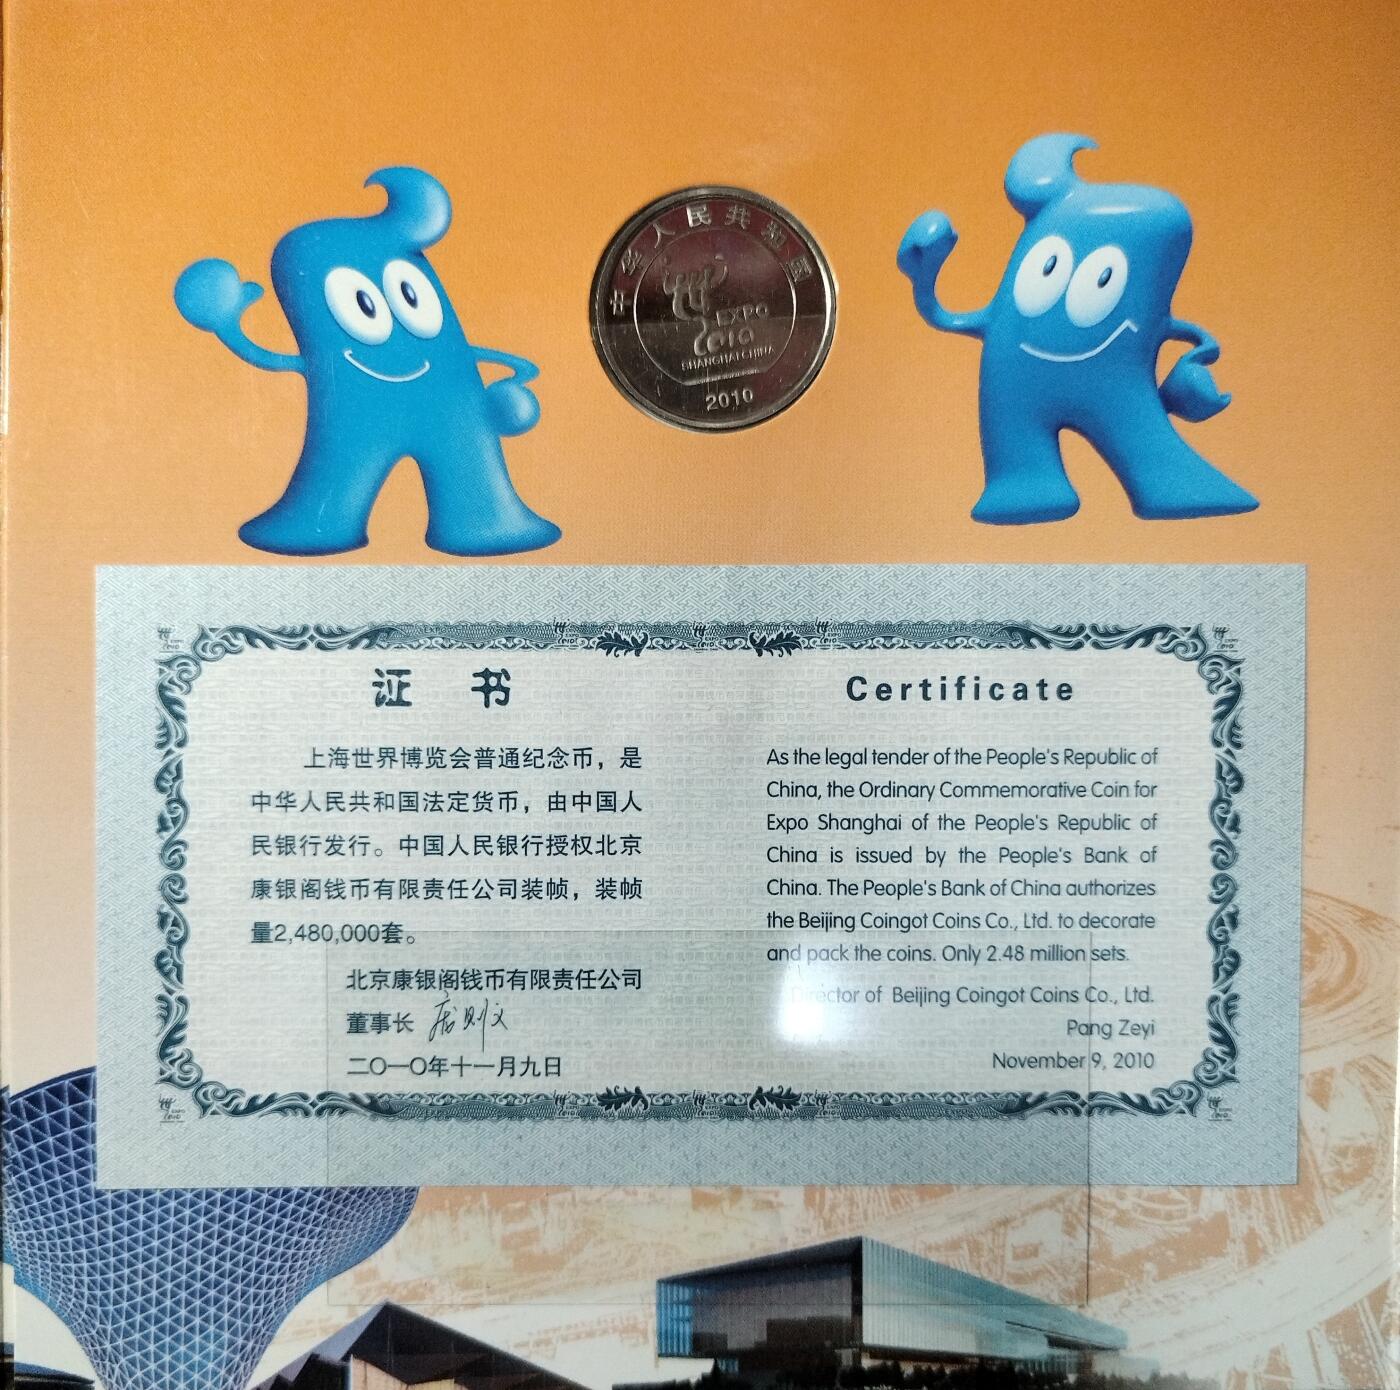 中华人民共和国
EXPO
2010
SHANGHAI CHINA
2010
证 书
上海世界博览会普通纪念币，是
中华人民共和国法定货币，由中国人
民银行发行。中国人民银行授权北京
康银阁钱币有限责任公司装帧，装帧
量2,480,000套。
北京康银阁钱币有限责任公司
董事长
二〇一〇年十一月九日
Certificate
As the legal tender of the People's Republic of
China, the Ordinary Commemorative Coin for
Expo Shanghai of the People's Republic of
China is issued by the People's Bank of
China. The People's Bank of China authorizes
the Beijing Coingot Coins Co., Ltd. to decorate
and pack the coins. Only 2.48 million sets.
Director of Beijing Coingot Coins Co., Ltd.
Pang Zeyi
November 9, 2010